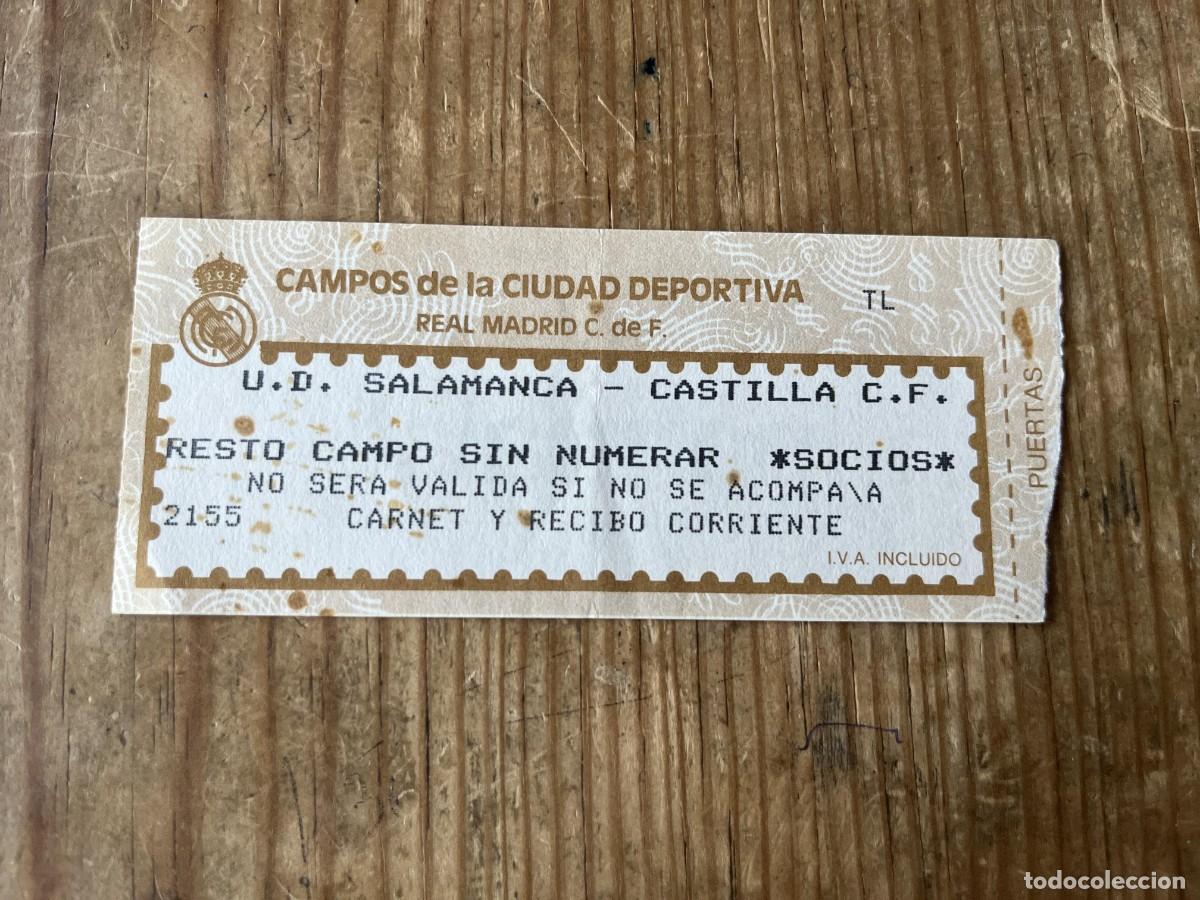 CAMPOS de la CIUDAD DEPORTIVA
TL
REAL MADRID C. de F.
U.D. SALAMANCA - CASTILLA C.F.
RESTO CAMPO SIN NUMERAR *SOCIOS*
NO SERA VALIDA SI NO SE ACOMPA\A
2155 CARNET Y RECIBO CORRIENTE
I.V.A. INCLUIDO
PUERTAS
todocoleccion